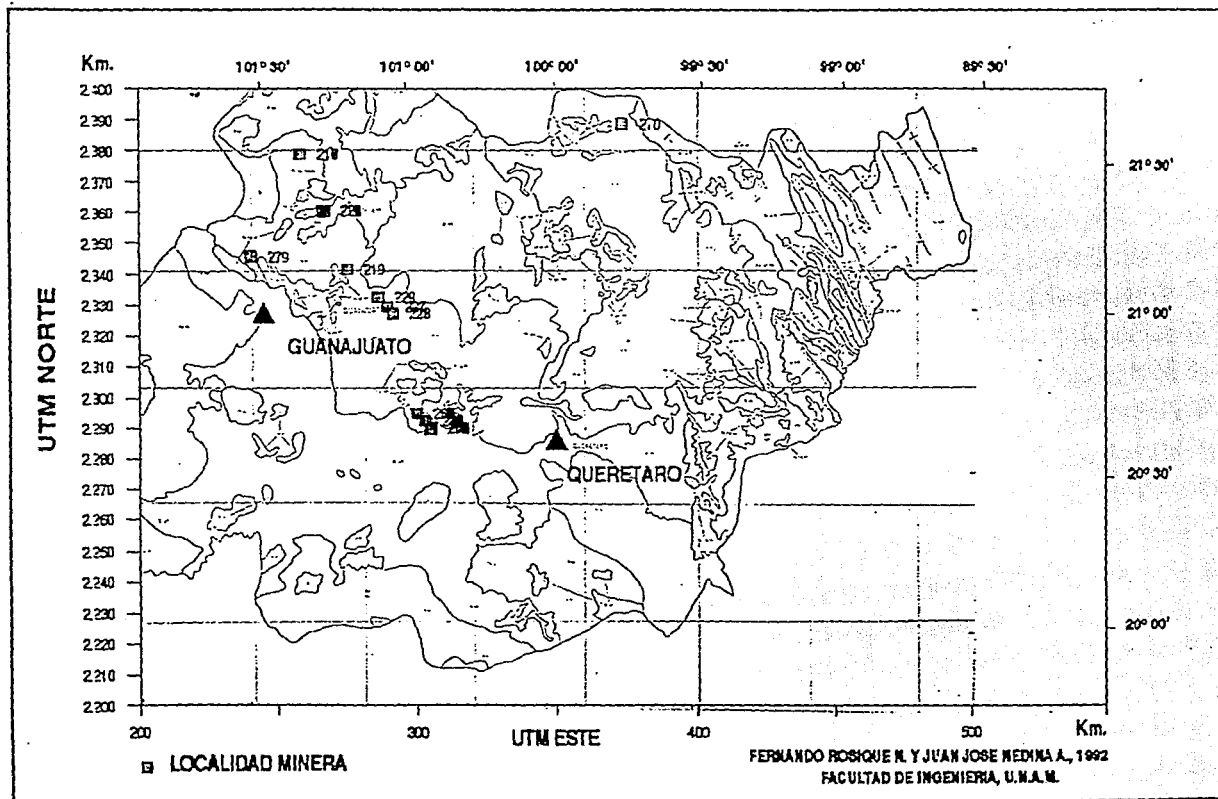 Km.
101° 30' 101° 00' 100° 00' 99° 30' 99° 00' 89° 30'
2.400
2.390
2.380
2.370
2.360
2.350
2.340
2.330
2.320
2.310
2.300
2.290
2.280
2.270
2.260
2.250
2.240
2.230
2.220
2.210
2.200
UTM NORTE
270
279
219
229
228
GUANAJUATO
QUERETARO
21° 30'
21° 00'
20° 30'
20° 00'
200 300 400 500
UTM ESTE
Km.
LOCALIDAD MINERA
FERNANDO ROSIQUE N. Y JUAN JOSE MEDINA A., 1992
FACULTAD DE INGENIERIA, U.N.A.M.